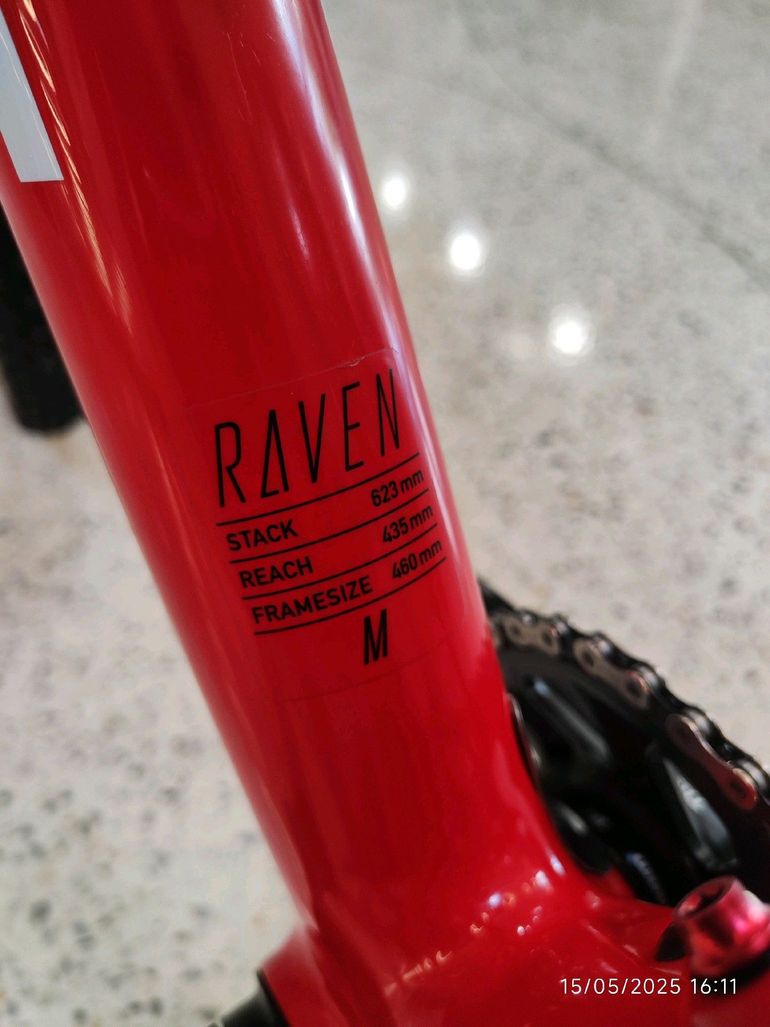 RAVEN
STACK 623 mm
REACH 435 mm
FRAMESIZE 460 mm
M
15/05/2025 16:11